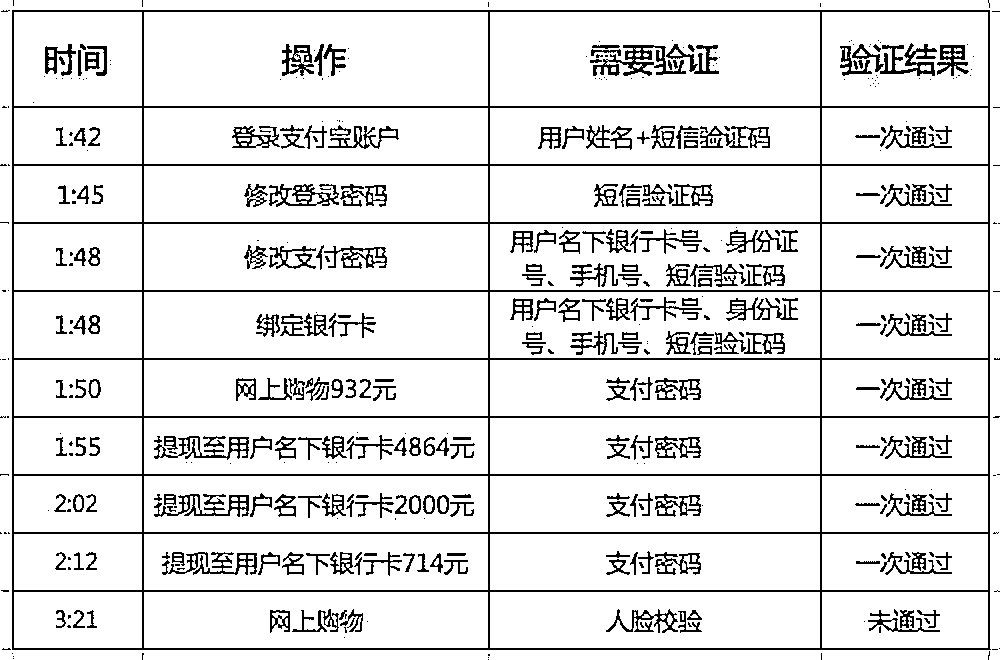 时间 操作 需要验证 验证结果
1:42 登录支付宝账户 用户姓名+短信验证码 一次通过
1:45 修改登录密码 短信验证码 一次通过
1:48 修改支付密码 用户名下银行卡号、身份证
号、手机号、短信验证码 一次通过
1:48 绑定银行卡 用户名下银行卡号、身份证
号、手机号、短信验证码 一次通过
1:50 网上购物932元 支付密码 一次通过
1:55 提现至用户名下银行卡4864元 支付密码 一次通过
2:02 提现至用户名下银行卡2000元 支付密码 一次通过
2:12 提现至用户名下银行卡714元 支付密码 一次通过
3:21 网上购物 人脸校验 未通过